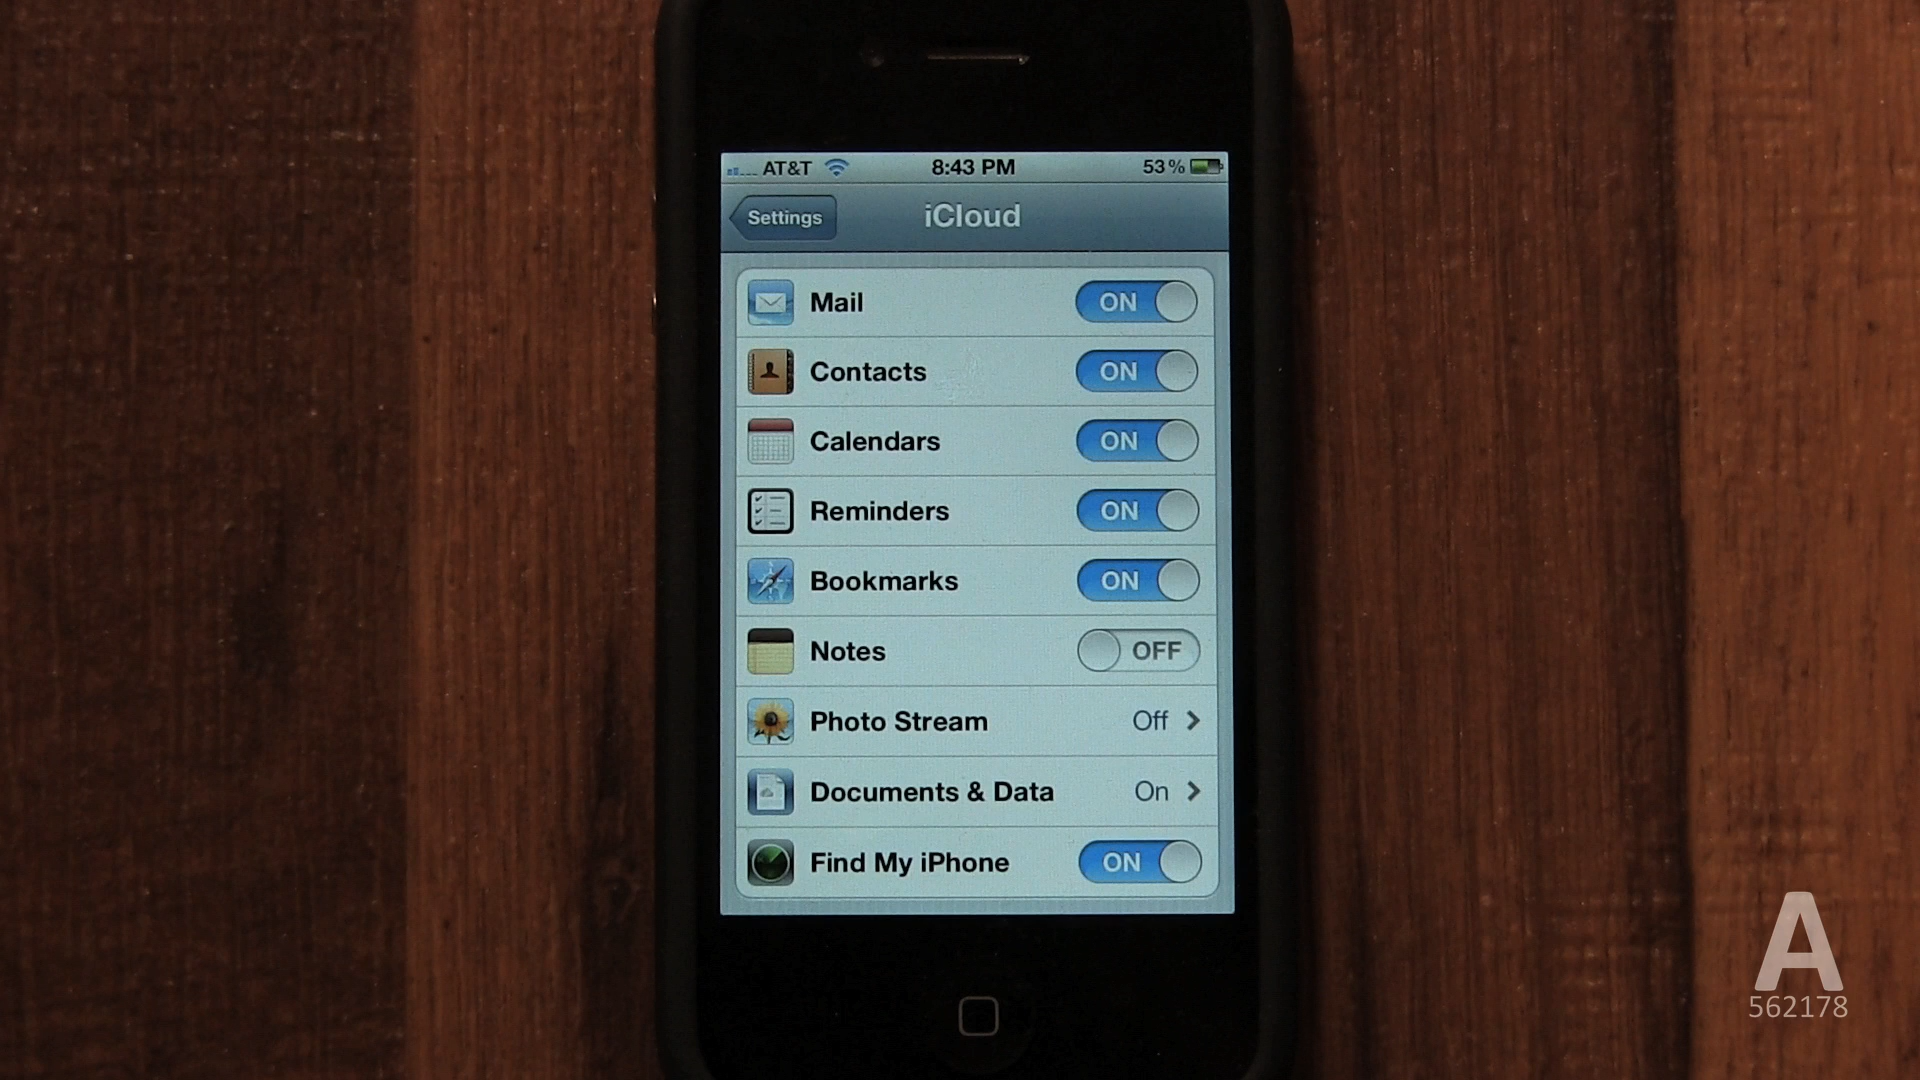 AT&T 8:43 PM 53%
Settings iCloud
Mail ON
Contacts ON
Calendars ON
Reminders ON
Bookmarks ON
Notes OFF
Photo Stream Off
Documents & Data On
Find My iPhone ON
A
562178